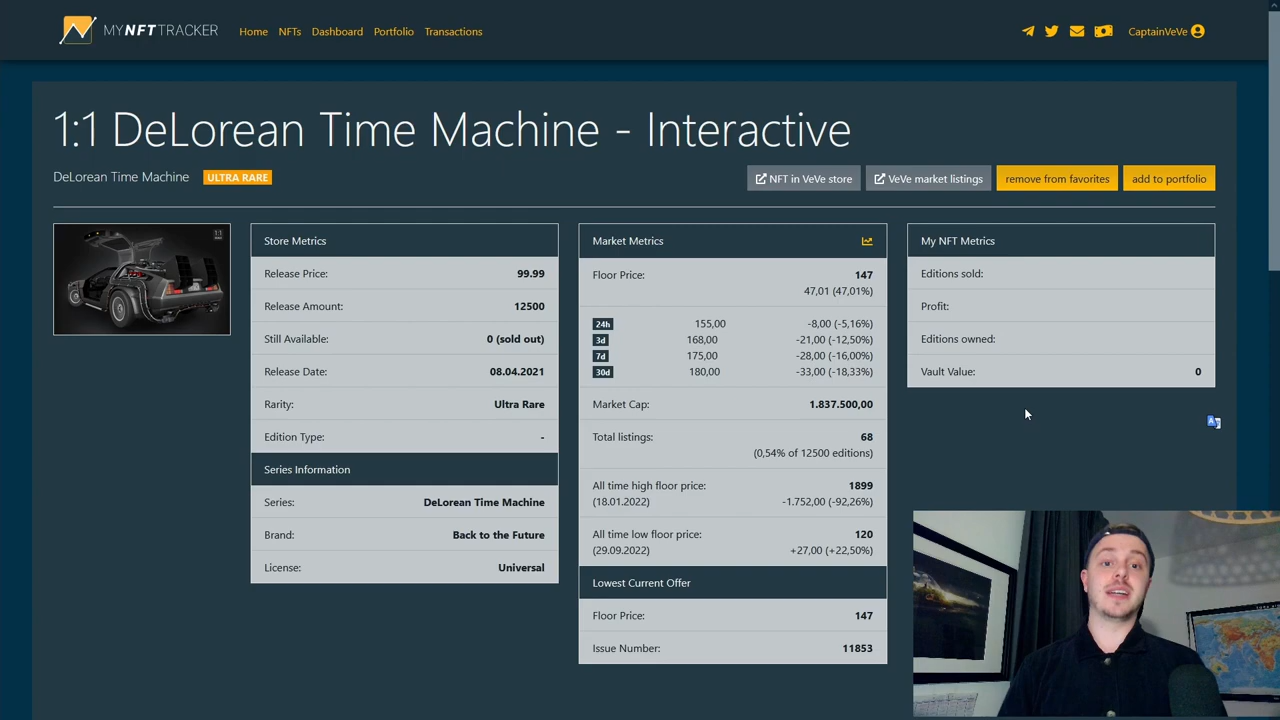 MYNFTTRACKER Home NFTs Dashboard Portfolio Transactions CaptainVeVe
1:1 DeLorean Time Machine - Interactive
DeLorean Time Machine ULTRA RARE NFT in VeVe store VeVe market listings remove from favorites add to portfolio
1:1
Store Metrics
Release Price: 99.99
Release Amount: 12500
Still Available: 0 (sold out)
Release Date: 08.04.2021
Rarity: Ultra Rare
Edition Type: -
Series Information
Series: DeLorean Time Machine
Brand: Back to the Future
License: Universal
Market Metrics
Floor Price: 147
47,01 (47,01%)
24h 155,00 -8,00 (-5,16%)
3d 168,00 -21,00 (-12,50%)
7d 175,00 -28,00 (-16,00%)
30d 180,00 -33,00 (-18,33%)
Market Cap: 1.837.500,00
Total listings: 68
(0,54% of 12500 editions)
All time high floor price: 1899
(18.01.2022) -1.752,00 (-92,26%)
All time low floor price: 120
(29.09.2022) +27,00 (+22,50%)
Lowest Current Offer
Floor Price: 147
Issue Number: 11853
My NFT Metrics
Editions sold:
Profit:
Editions owned:
Vault Value: 0